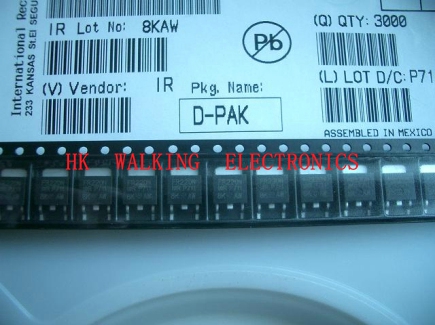 International Rec
233 KANSAS St. El SEGU
IR Lot No: 8KAW
(Q) QTY: 3000
Pb
(V) Vendor: IR
Pkg. Name:
D-PAK
(L) LOT D/C: P71
ASSEMBLED IN MEXICO
HK WALKING ELECTRONICS